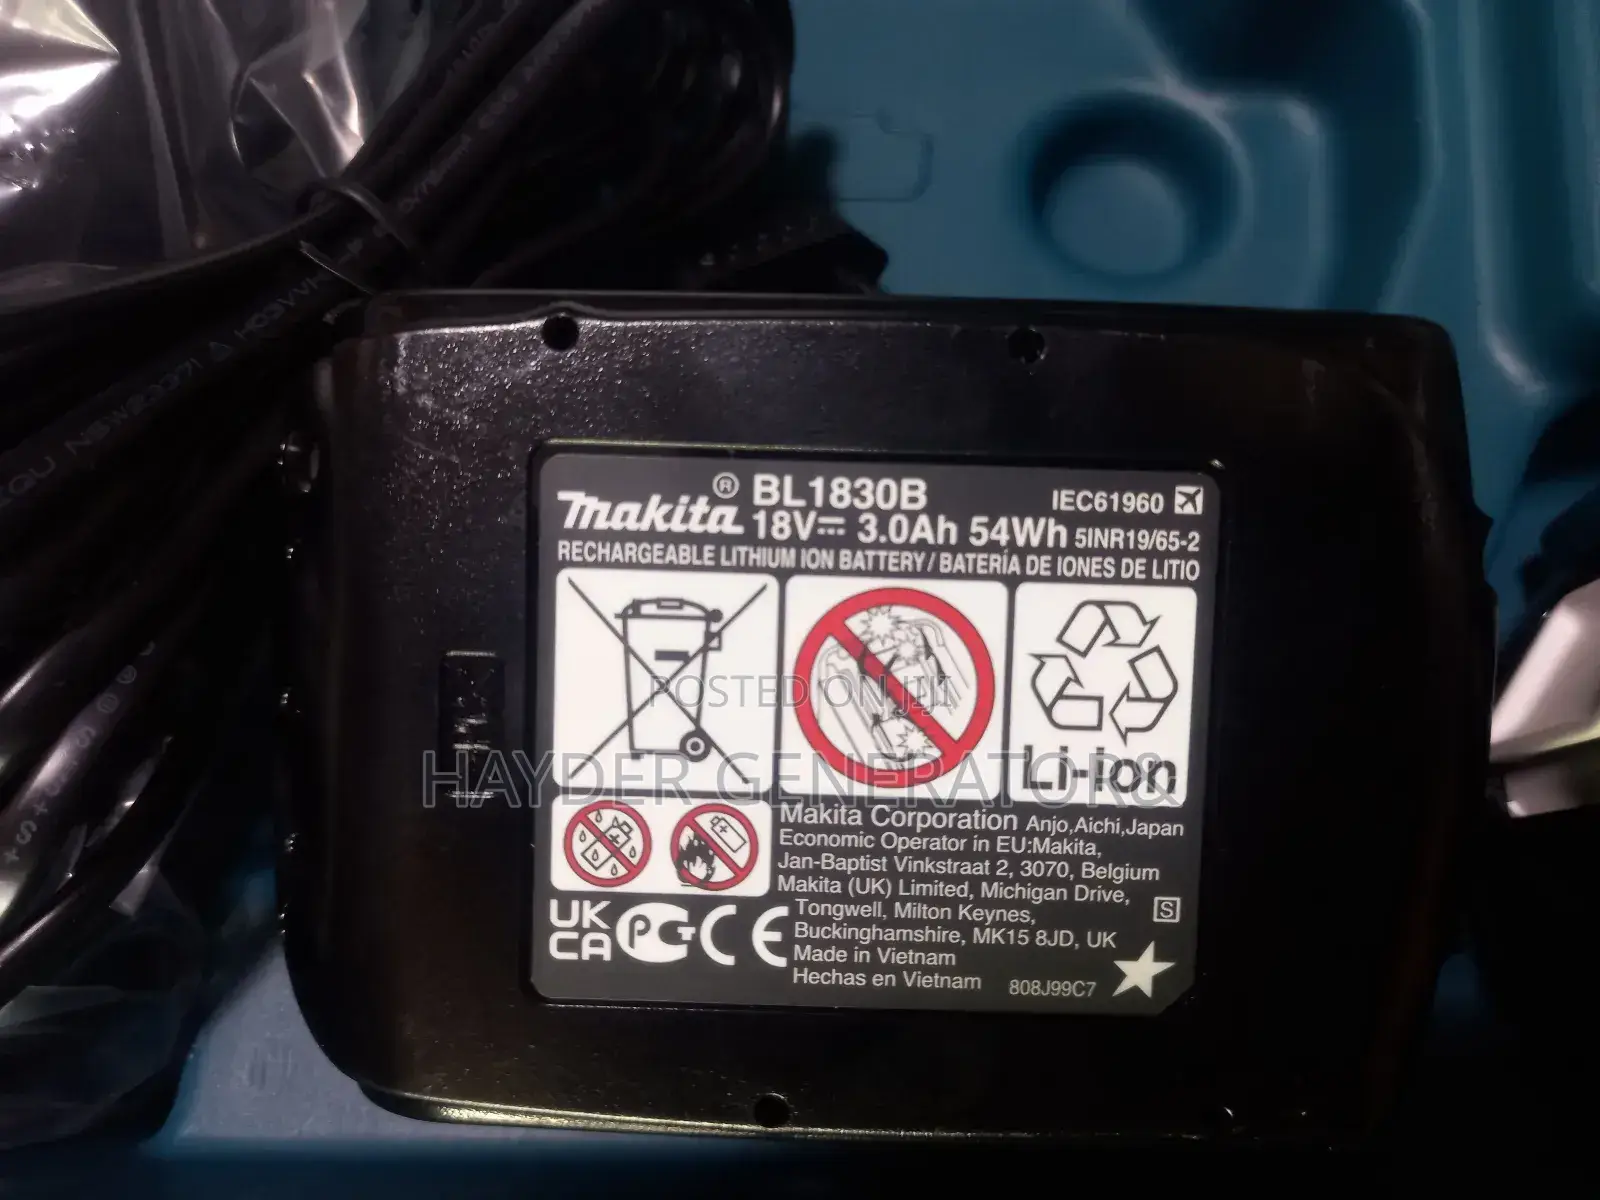 makita® BL1830B IEC61960
18V 3.0Ah 54Wh 5INR19/65-2
RECHARGEABLE LITHIUM ION BATTERY / BATERÍA DE IONES DE LITIO
POSTED ON JIJI
HAYDER GENERATOR&
Li-ion
Makita Corporation Anjo,Aichi,Japan
Economic Operator in EU:Makita,
Jan-Baptist Vinkstraat 2, 3070, Belgium
Makita (UK) Limited, Michigan Drive,
Tongwell, Milton Keynes,
Buckinghamshire, MK15 8JD, UK
Made in Vietnam
Hechas en Vietnam 808J99C7
S
UK
CA
CE